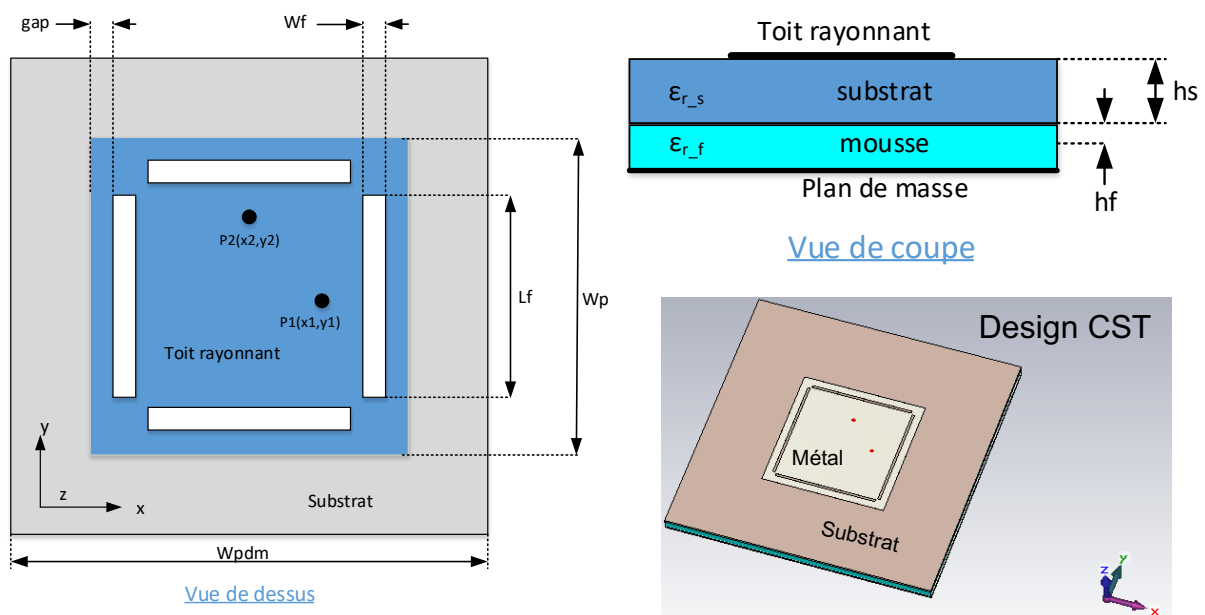 gap
Wf
P2(x2,y2)
P1(x1,y1)
Lf
Wp
Toit rayonnant
y
z
x
Substrat
Wpdm
Vue de dessus
Toit rayonnant
εr_s
substrat
hs
εr_f
mousse
Plan de masse
hf
Vue de coupe
Design CST
Métal
Substrat
z
y
x